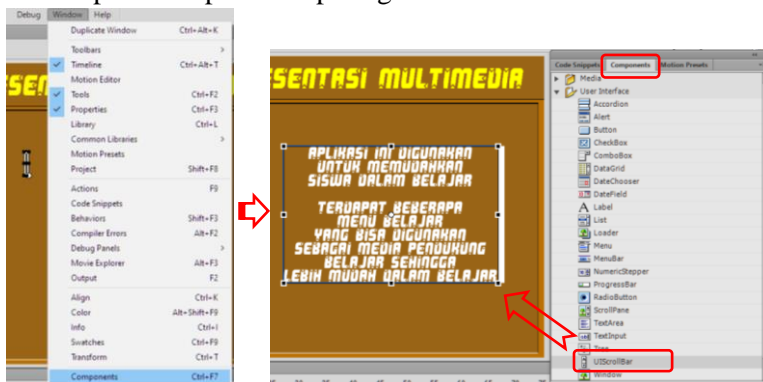 Debug Window Help
Duplicate Window Ctrl+Alt+K
Toolbars >
Timeline Ctrl+Alt+T
Motion Editor
Tools Ctrl+F2
Properties Ctrl+F3
Library Ctrl+L
Common Libraries >
Motion Presets
Project Shift+F8
Actions F9
Code Snippets
Behaviors Shift+F3
Compiler Errors Alt+F2
Debug Panels >
Movie Explorer Alt+F3
Output F2
Align Ctrl+K
Color Alt+Shift+F9
Info Ctrl+I
Swatches Ctrl+F9
Transform Ctrl+T
Components Ctrl+F7
SEN
SENTASI MULTIMEDIA
APLIKASI INI DIGUNAKAN
UNTUK MEMUDAHKAN
SISWA DALAM BELAJAR
TERDAPAT BEBERAPA
MENU BELAJAR
YANG BISA DIGUNAKAN
SEBAGAI MEDIA PENDUKUNG
BELAJAR SEHINGGA
LEBIH MUDAH DALAM BELAJAR
Code Snippets Components Motion Presets
Media
User Interface
Accordion
Alert
Button
CheckBox
ComboBox
DataGrid
DateChooser
DateField
Label
List
Loader
Menu
MenuBar
NumericStepper
ProgressBar
RadioButton
ScrollPane
TextArea
TextInput
Tree
UIScrollBar
Window